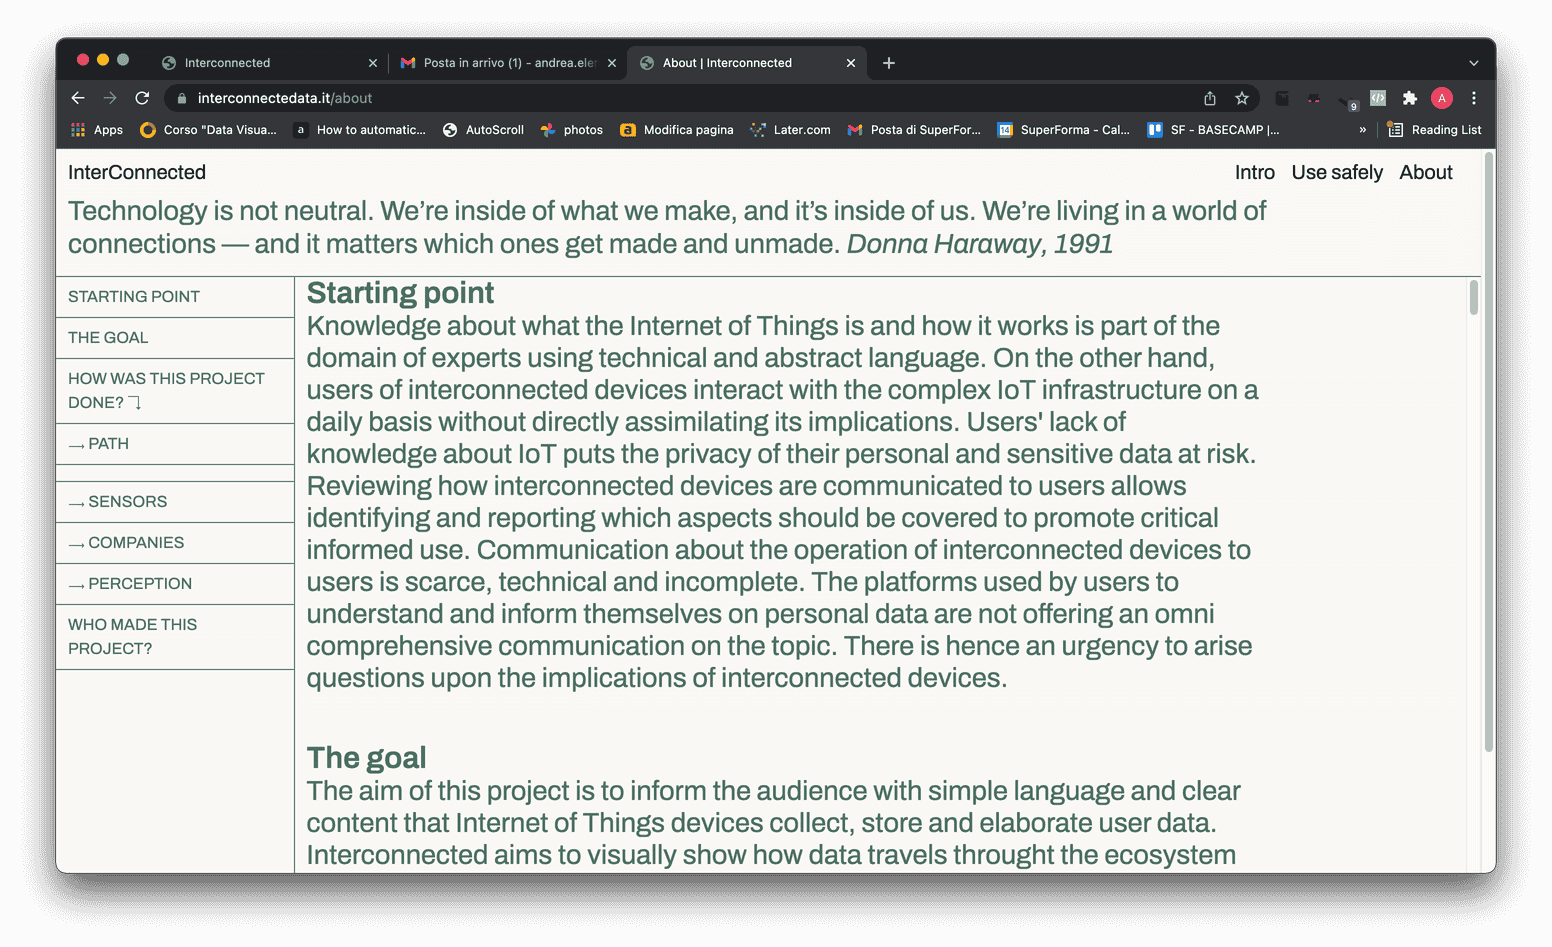 Interconnected
Posta in arrivo (1) - andrea.eler
About | Interconnected
interconnectedata.it/about
9
A
Apps
Corso "Data Visua...
a How to automatic...
AutoScroll
photos
a Modifica pagina
Later.com
Posta di SuperFor...
14 SuperForma - Cal...
SF - BASECAMP |...
»
Reading List
InterConnected
Intro Use safely About
Technology is not neutral. We’re inside of what we make, and it’s inside of us. We’re living in a world of
connections — and it matters which ones get made and unmade. Donna Haraway, 1991
STARTING POINT
THE GOAL
HOW WAS THIS PROJECT
DONE?
→ PATH
→ SENSORS
→ COMPANIES
→ PERCEPTION
WHO MADE THIS
PROJECT?
Starting point
Knowledge about what the Internet of Things is and how it works is part of the
domain of experts using technical and abstract language. On the other hand,
users of interconnected devices interact with the complex IoT infrastructure on a
daily basis without directly assimilating its implications. Users' lack of
knowledge about IoT puts the privacy of their personal and sensitive data at risk.
Reviewing how interconnected devices are communicated to users allows
identifying and reporting which aspects should be covered to promote critical
informed use. Communication about the operation of interconnected devices to
users is scarce, technical and incomplete. The platforms used by users to
understand and inform themselves on personal data are not offering an omni
comprehensive communication on the topic. There is hence an urgency to arise
questions upon the implications of interconnected devices.
The goal
The aim of this project is to inform the audience with simple language and clear
content that Internet of Things devices collect, store and elaborate user data.
Interconnected aims to visually show how data travels throught the ecosystem